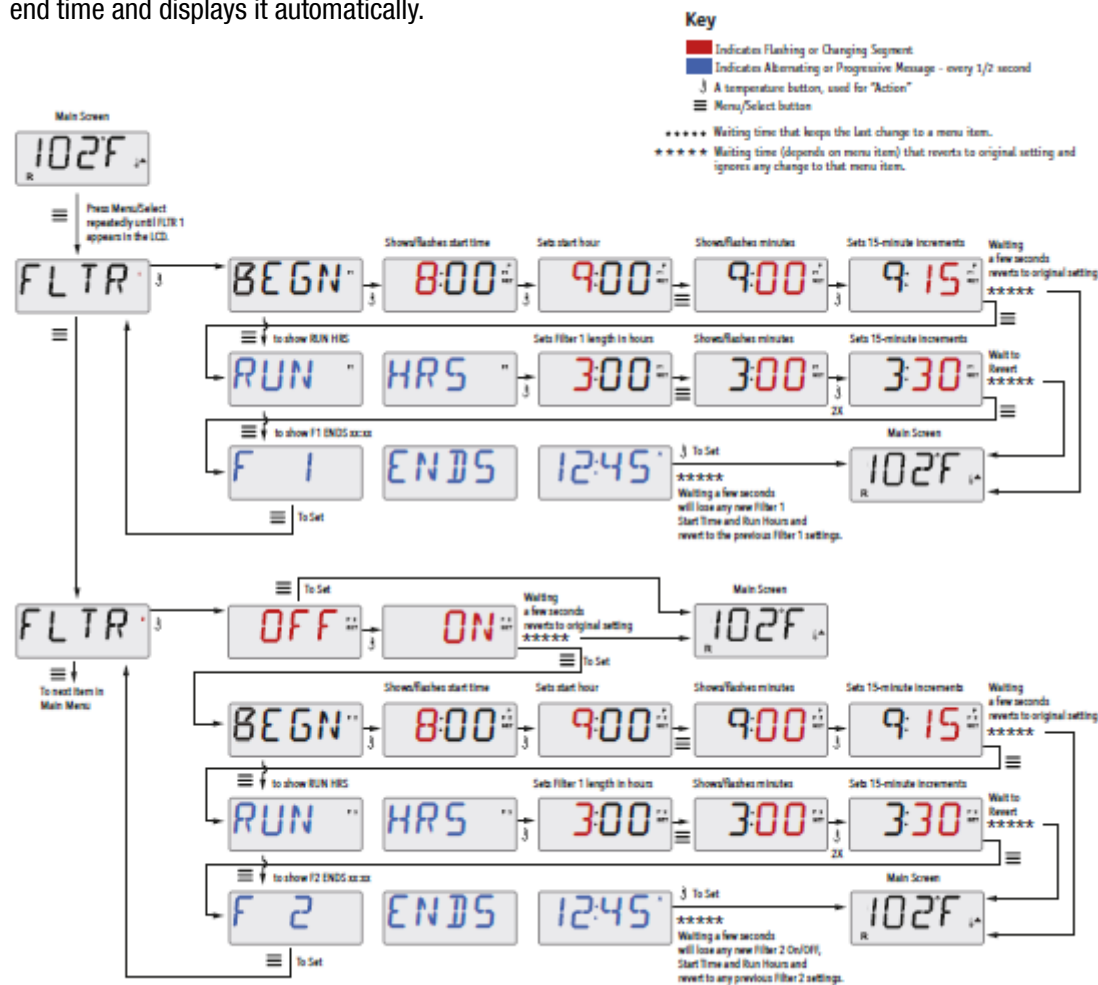 end time and displays it automatically.
Key
Indicates Flashing or Changing Segment
Indicates Alternating or Progressive Message - every 1/2 second
A temperature button, used for "Action"
Menu/Select button
***** Waiting time that keeps the last change to a menu item.
***** Waiting time (depends on menu item) that reverts to original setting and
ignores any change to that menu item.
Main Screen
102°F
R
Press Menu/Select
repeatedly until FLTR 1
appears in the LCD.
Shows/flashes start time
Sets start hour
Shows/flashes minutes
Sets 15-minute increments
Waiting
a few seconds
reverts to original setting
*****
FLTR
BEGN
8:00
9:00
9:00
9:15
to show RUN HRS
Sets Filter 1 length in hours
Shows/flashes minutes
Sets 15-minute increments
Wait to
Revert
*****
RUN
HRS
3:00
3:00
3:30
2X
to show F1 ENDS xx:xx
Main Screen
F 1
ENDS
12:45
To Set
*****
Waiting a few seconds
will lose any new Filter 1
Start Time and Run Hours and
revert to the previous Filter 1 settings.
102°F
R
To Set
To Set
Main Screen
FLTR
OFF
ON
Waiting
a few seconds
reverts to original setting
*****
102°F
R
To Set
To next item in
Main Menu
Shows/flashes start time
Sets start hour
Shows/flashes minutes
Sets 15-minute increments
Waiting
a few seconds
reverts to original setting
*****
BEGN
8:00
9:00
9:00
9:15
to show RUN HRS
Sets Filter 1 length in hours
Shows/flashes minutes
Sets 15-minute increments
Wait to
Revert
*****
RUN
HRS
3:00
3:00
3:30
2X
to show F2 ENDS xx:xx
Main Screen
F 2
ENDS
12:45
To Set
*****
Waiting a few seconds
will lose any new Filter 2 On/OFF,
Start Time and Run Hours and
revert to any previous Filter 2 settings.
102°F
R
To Set